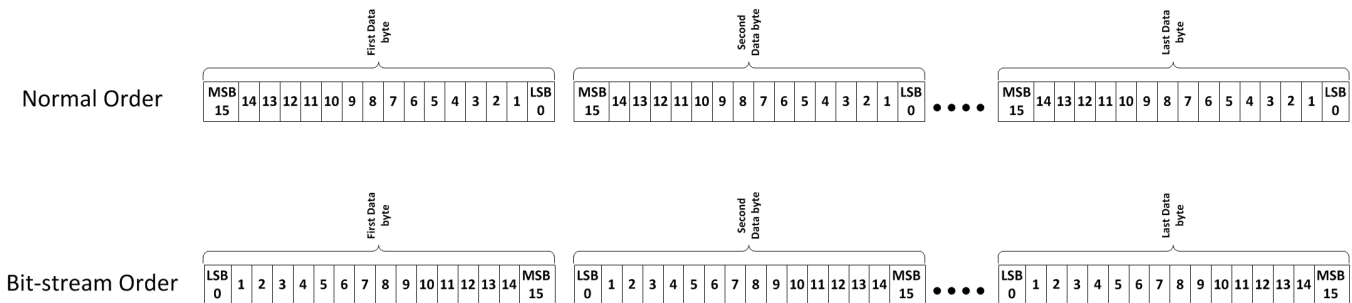 First Data
byte
Second
Data byte
Last Data
byte
Normal Order
MSB 15 14 13 12 11 10 9 8 7 6 5 4 3 2 1 LSB 0
MSB 15 14 13 12 11 10 9 8 7 6 5 4 3 2 1 LSB 0
MSB 15 14 13 12 11 10 9 8 7 6 5 4 3 2 1 LSB 0
First Data
byte
Second
Data byte
Last Data
byte
Bit-stream Order
LSB 0 1 2 3 4 5 6 7 8 9 10 11 12 13 14 MSB 15
LSB 0 1 2 3 4 5 6 7 8 9 10 11 12 13 14 MSB 15
LSB 0 1 2 3 4 5 6 7 8 9 10 11 12 13 14 MSB 15